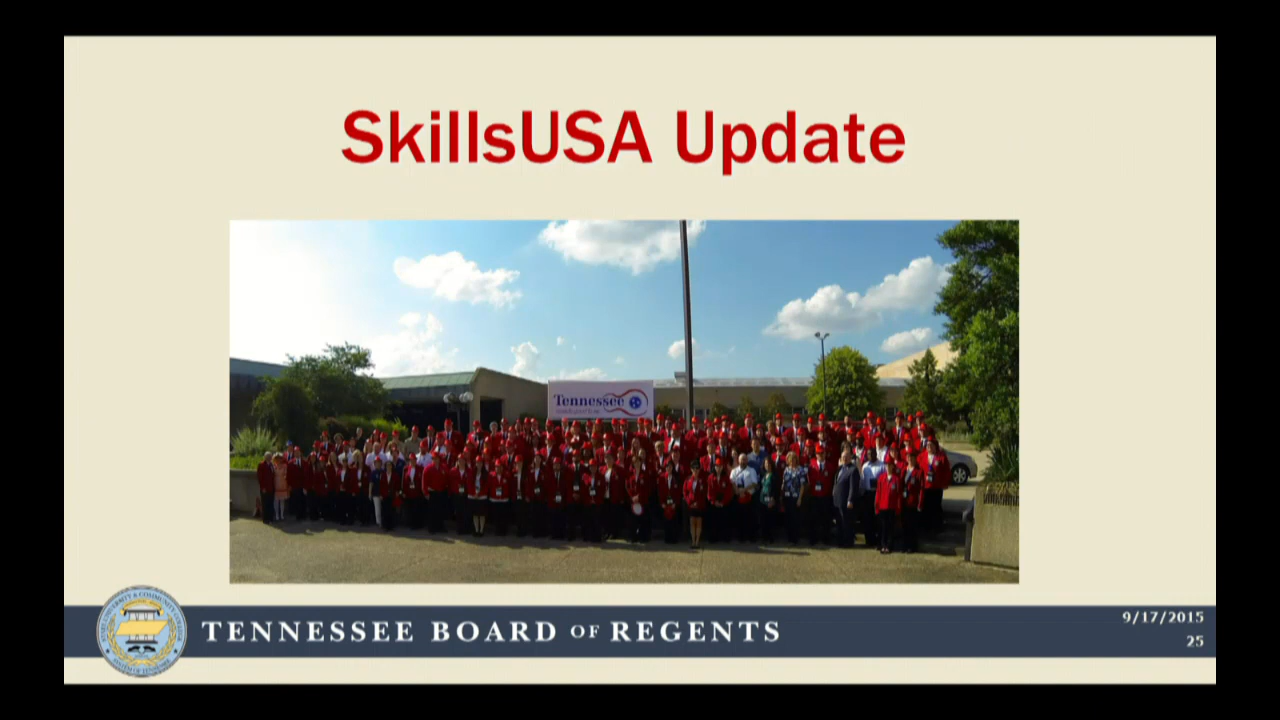 SkillsUSA Update
Tennessee
TENNESSEE BOARD OF REGENTS
9/17/2015
25